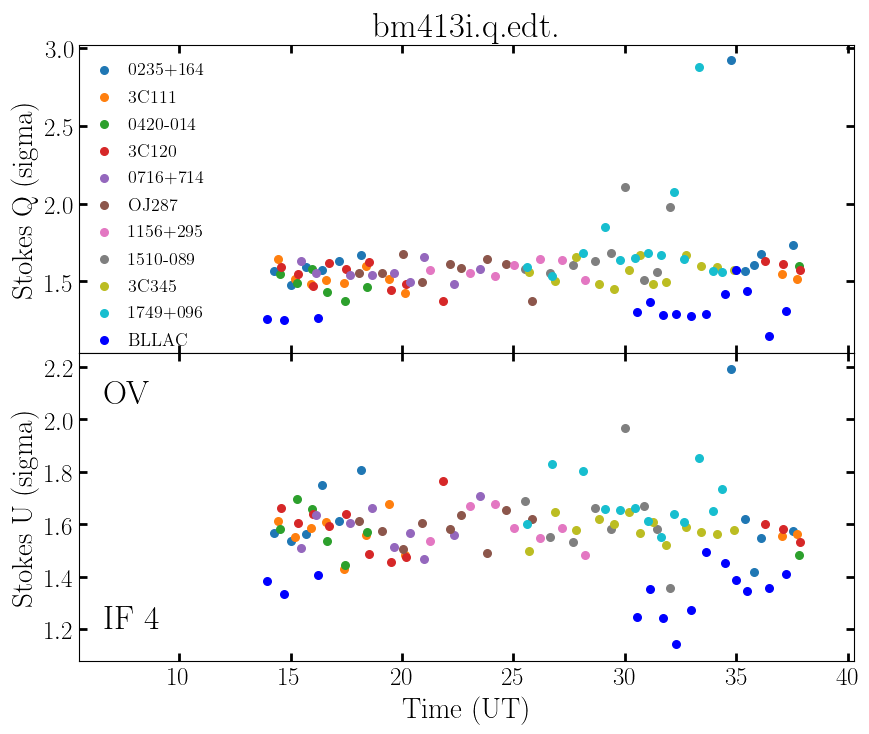 bm413i.q.edt.
Stokes Q (sigma)
3.0
2.5
2.0
1.5
0235+164
3C111
0420-014
3C120
0716+714
OJ287
1156+295
1510-089
3C345
1749+096
BLLAC
Stokes U (sigma)
2.2
2.0
1.8
1.6
1.4
1.2
OV
IF 4
10 15 20 25 30 35 40
Time (UT)